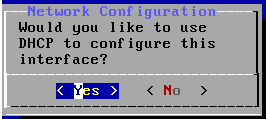 Network Configuration
Would you like to use
DHCP to configure this
interface?
< Yes > < No >